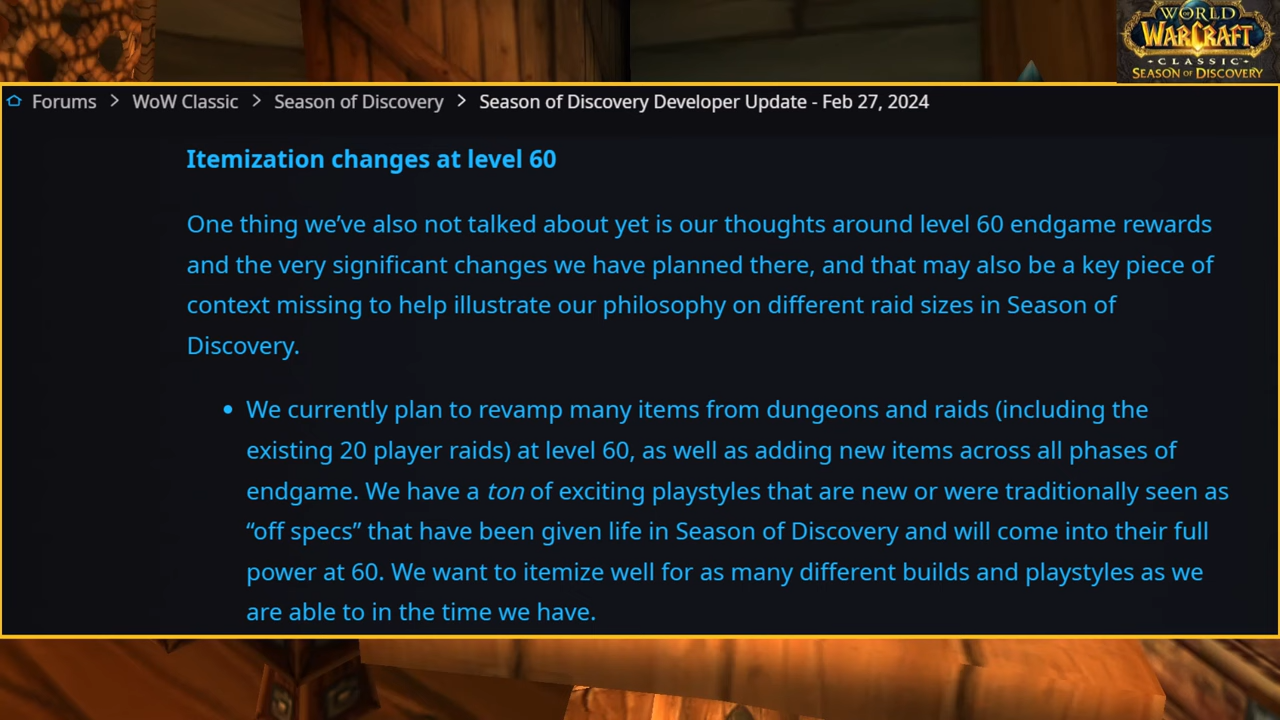 WORLD
WARCRAFT
CLASSIC
SEASON OF DISCOVERY
Forums > WoW Classic > Season of Discovery > Season of Discovery Developer Update - Feb 27, 2024
Itemization changes at level 60
One thing we’ve also not talked about yet is our thoughts around level 60 endgame rewards
and the very significant changes we have planned there, and that may also be a key piece of
context missing to help illustrate our philosophy on different raid sizes in Season of
Discovery.
• We currently plan to revamp many items from dungeons and raids (including the
existing 20 player raids) at level 60, as well as adding new items across all phases of
endgame. We have a ton of exciting playstyles that are new or were traditionally seen as
“off specs” that have been given life in Season of Discovery and will come into their full
power at 60. We want to itemize well for as many different builds and playstyles as we
are able to in the time we have.